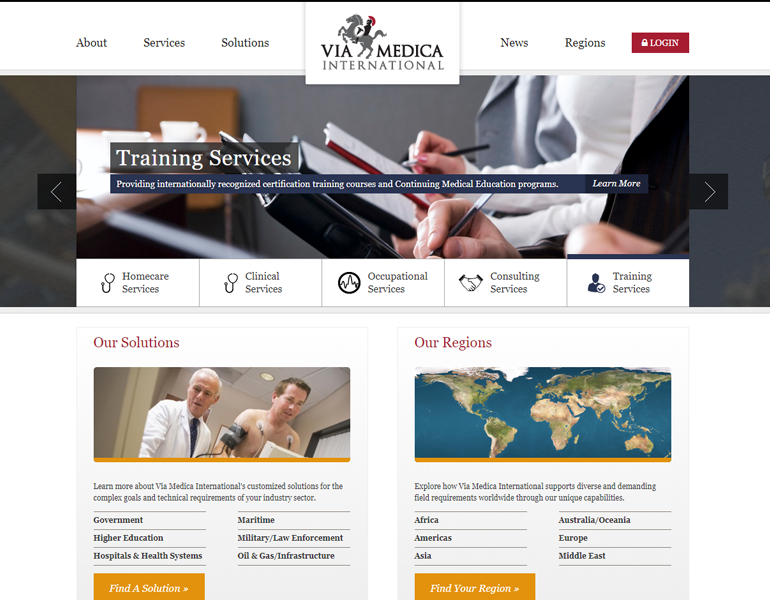 About Services Solutions
VIA MEDICA
INTERNATIONAL
News Regions LOGIN
Training Services
Providing internationally recognized certification training courses and Continuing Medical Education programs. Learn More
Homecare
Services
Clinical
Services
Occupational
Services
Consulting
Services
Training
Services
Our Solutions
Learn more about Via Medica International's customized solutions for the
complex goals and technical requirements of your industry sector.
Government Maritime
Higher Education Military/Law Enforcement
Hospitals & Health Systems Oil & Gas/Infrastructure
Find A Solution »
Our Regions
Explore how Via Medica International supports diverse and demanding
field requirements worldwide through our unique capabilities.
Africa Australia/Oceania
Americas Europe
Asia Middle East
Find Your Region »